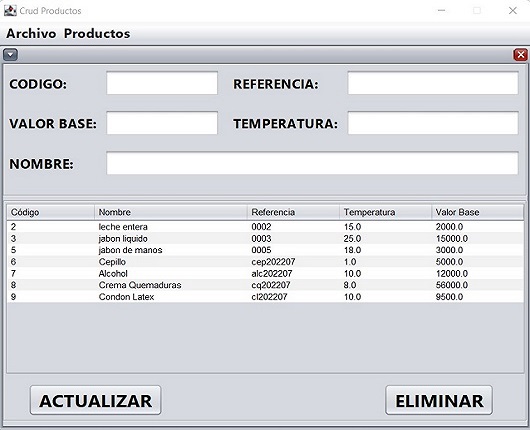 Crud Productos
Archivo Productos
CODIGO: REFERENCIA:
VALOR BASE: TEMPERATURA:
NOMBRE:
Código Nombre Referencia Temperatura Valor Base
2 leche entera 0002 15.0 2000.0
3 jabon liquido 0003 25.0 15000.0
5 jabon de manos 0005 18.0 3000.0
6 Cepillo cep202207 1.0 5000.0
7 Alcohol alc202207 10.0 12000.0
8 Crema Quemaduras cq202207 8.0 56000.0
9 Condon Latex cl202207 10.0 9500.0
ACTUALIZAR ELIMINAR